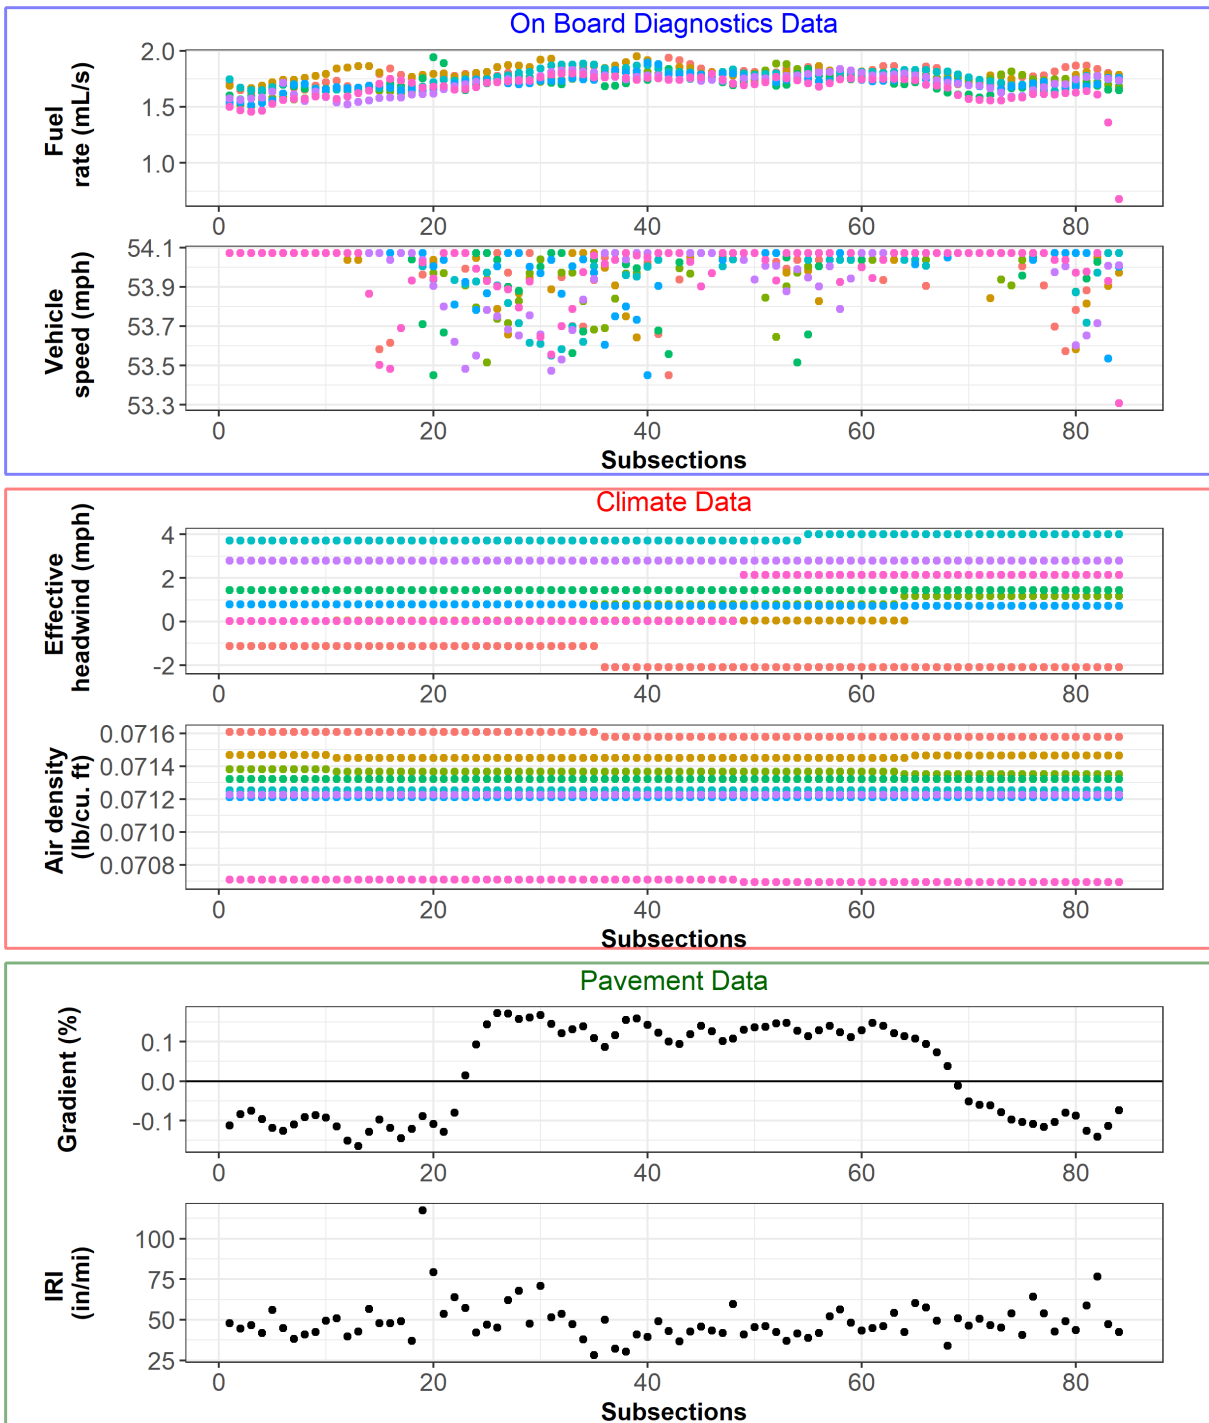 On Board Diagnostics Data
Fuel
rate (mL/s)
2.0
1.5
1.0
0 20 40 60 80
Vehicle
speed (mph)
54.1
53.9
53.7
53.5
53.3
0 20 40 60 80
Subsections
Climate Data
Effective
headwind (mph)
4
2
0
-2
0 20 40 60 80
Air density
(lb/cu. ft)
0.0716
0.0714
0.0712
0.0710
0.0708
0 20 40 60 80
Subsections
Pavement Data
Gradient (%)
0.1
0.0
-0.1
0 20 40 60 80
IRI
(in/mi)
100
75
50
25
0 20 40 60 80
Subsections